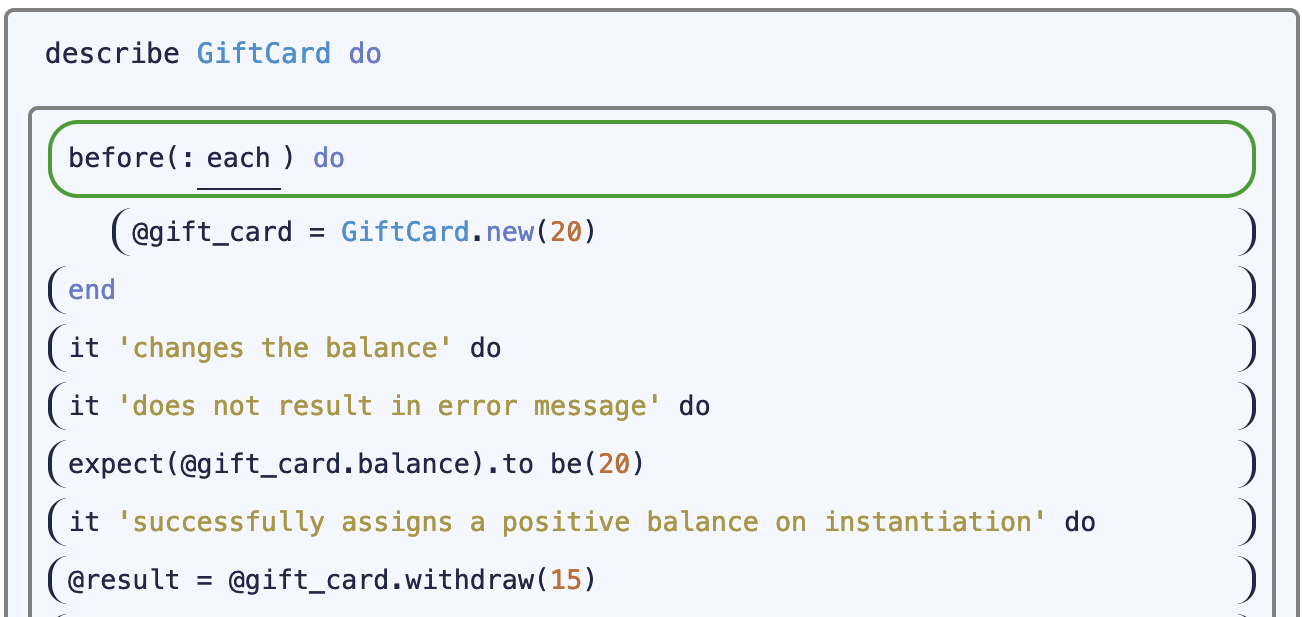 describe GiftCard do
before(: each ) do
@gift_card = GiftCard.new(20)
end
it 'changes the balance' do
it 'does not result in error message' do
expect(@gift_card.balance).to be(20)
it 'successfully assigns a positive balance on instantiation' do
@result = @gift_card.withdraw(15)